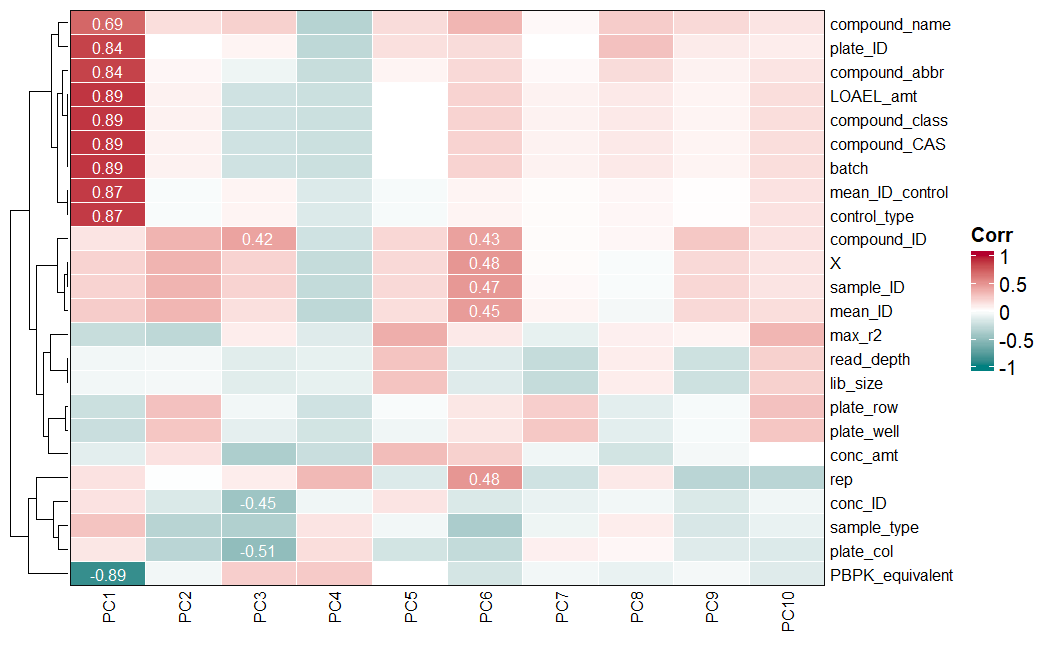 0.69 compound_name
0.84 plate_ID
0.84 compound_abbr
0.89 LOAEL_amt
0.89 compound_class
0.89 compound_CAS
0.89 batch
0.87 mean_ID_control
0.87 control_type
0.42 0.43 compound_ID
0.48 X
0.47 sample_ID
0.45 mean_ID
max_r2
read_depth
lib_size
plate_row
plate_well
conc_amt
0.48 rep
-0.45 conc_ID
sample_type
-0.51 plate_col
-0.89 PBPK_equivalent
PC1 PC2 PC3 PC4 PC5 PC6 PC7 PC8 PC9 PC10
Corr
1
0.5
0
-0.5
-1